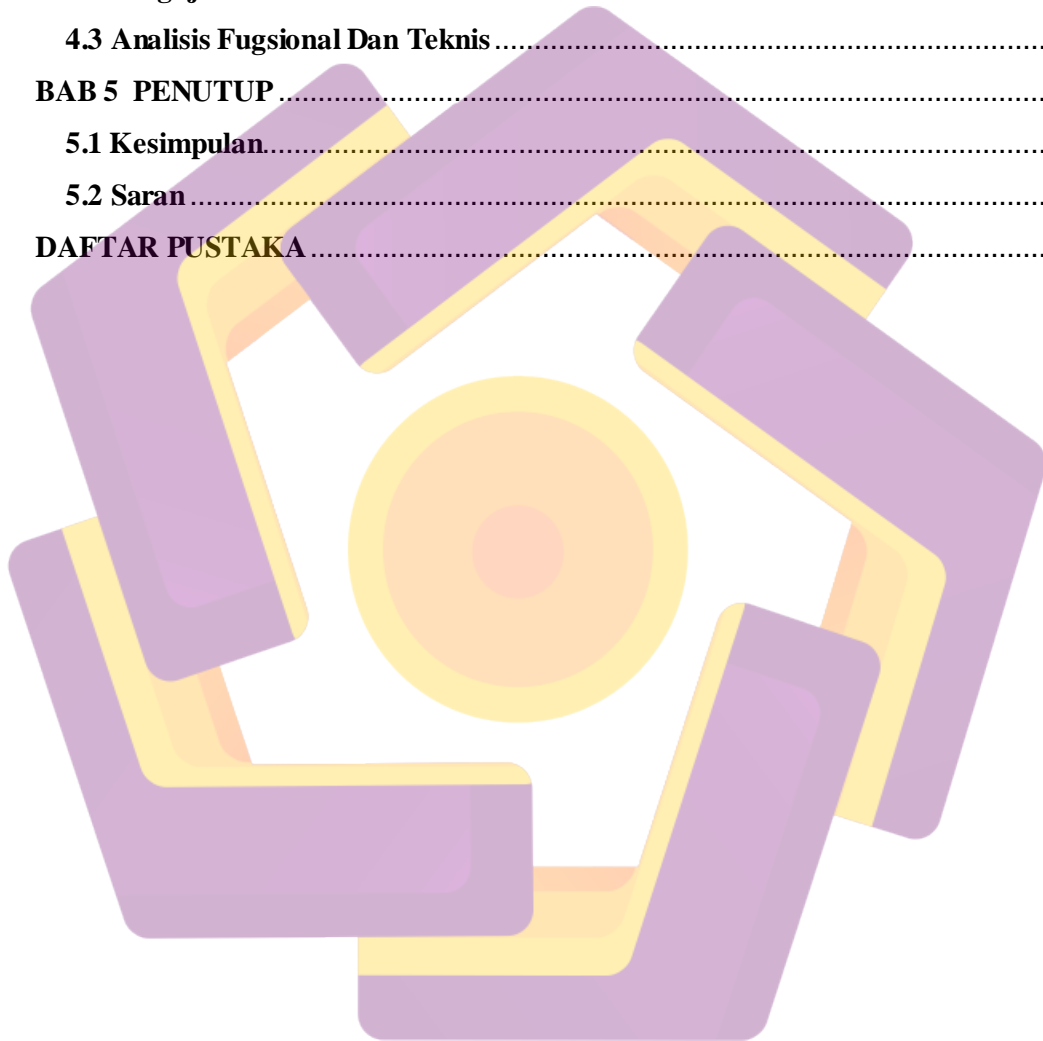 4.3 Analisis Fugsional Dan Teknis
BAB 5 PENUTUP
5.1 Kesimpulan
5.2 Saran
DAFTAR PUSTAKA